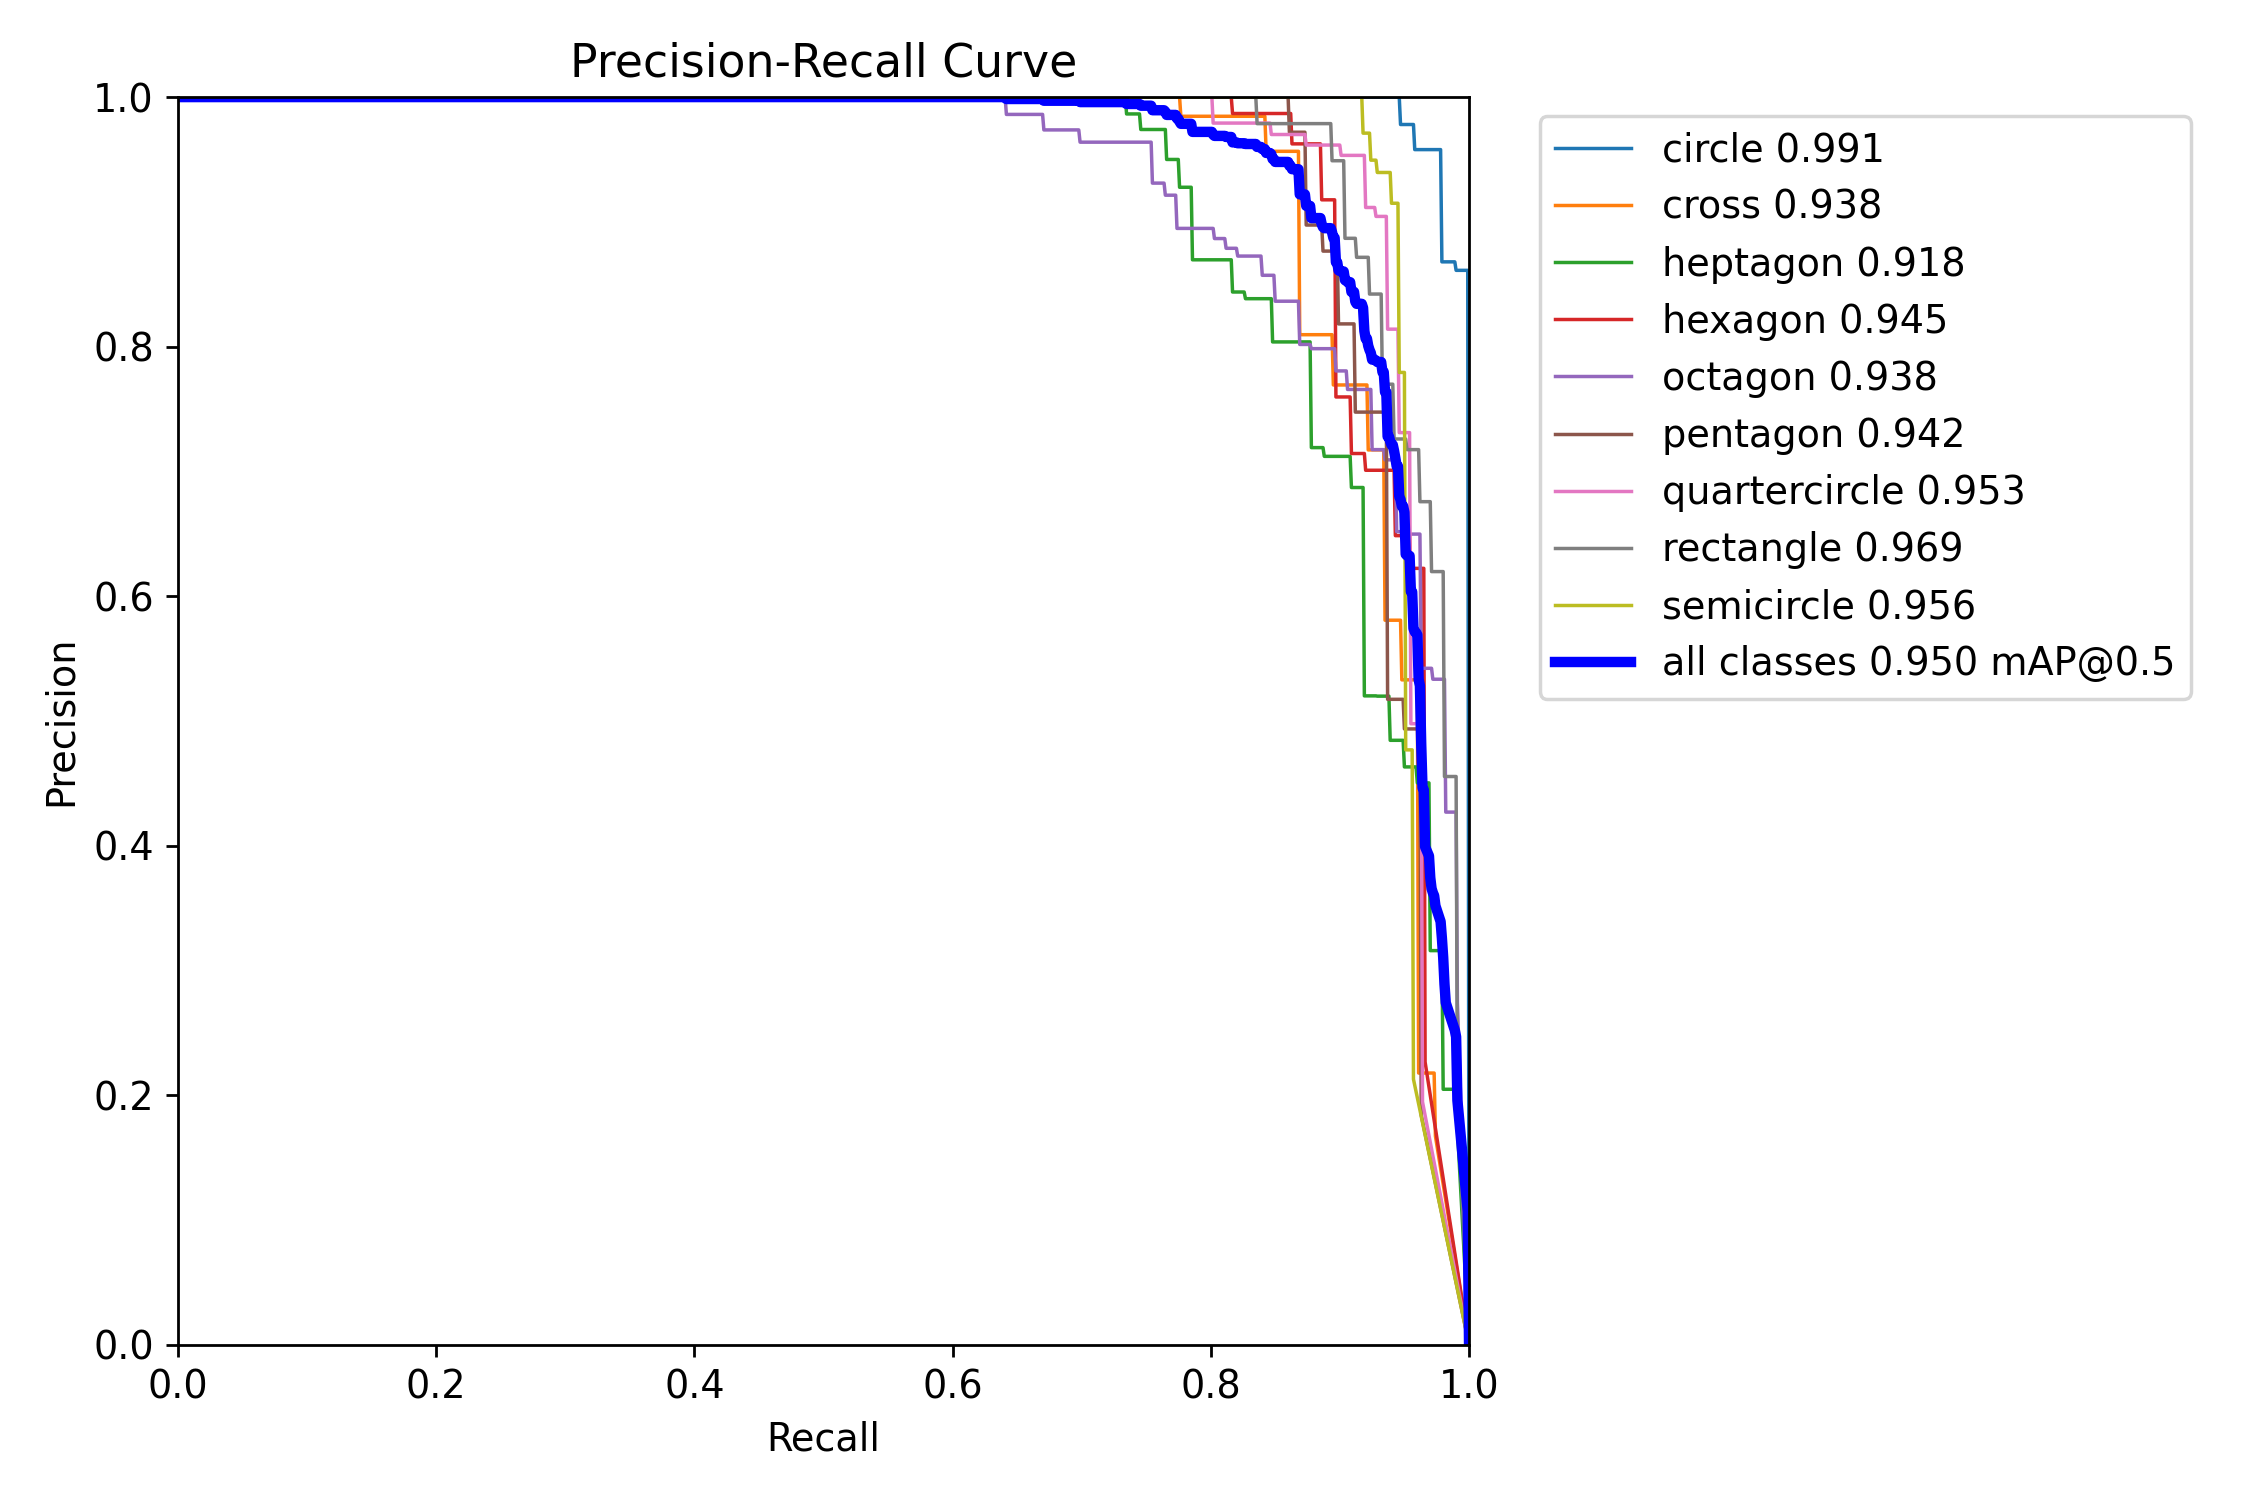 Precision-Recall Curve
1.0
0.8
0.6
0.4
0.2
0.0
Precision
0.0 0.2 0.4 0.6 0.8 1.0
Recall
circle 0.991
cross 0.938
heptagon 0.918
hexagon 0.945
octagon 0.938
pentagon 0.942
quartercircle 0.953
rectangle 0.969
semicircle 0.956
all classes 0.950 mAP@0.5